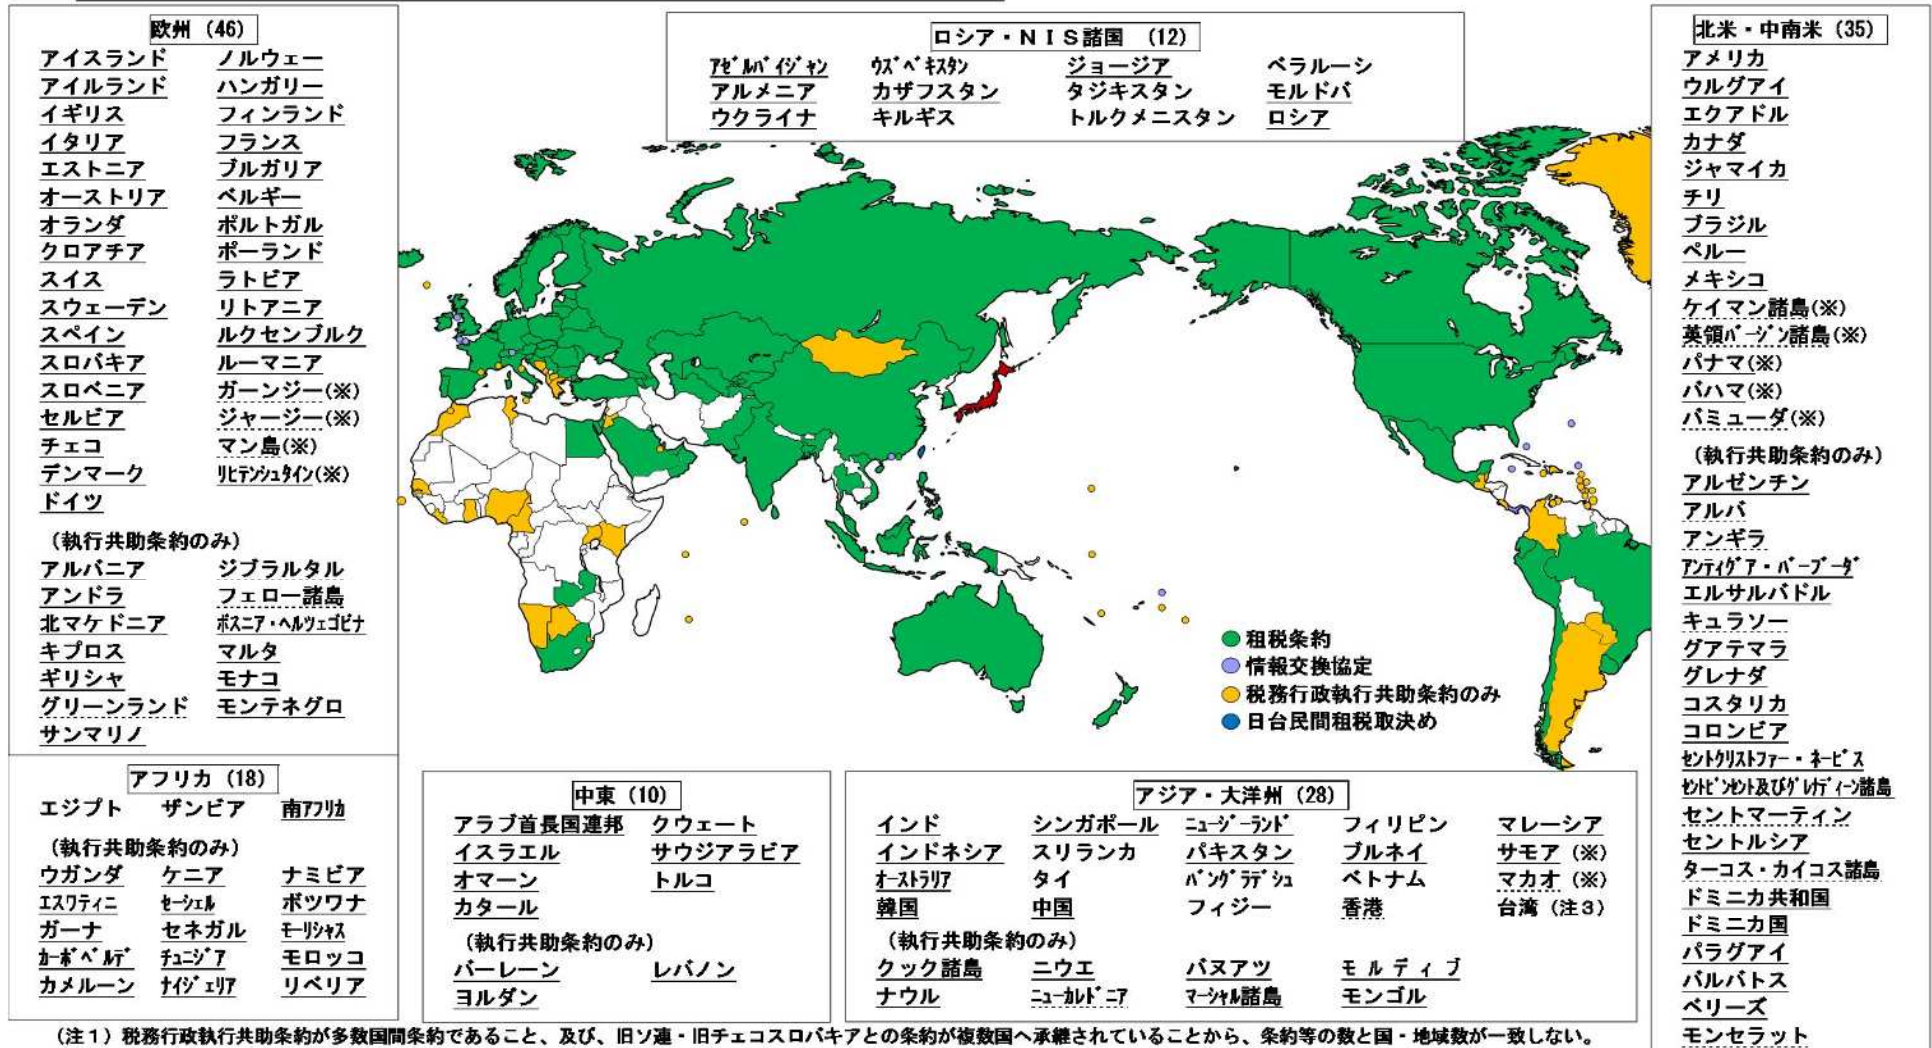 欧州（46）
アイスランド ノルウェー
アイルランド ハンガリー
イギリス フィンランド
イタリア フランス
エストニア ブルガリア
オーストリア ベルギー
オランダ ポルトガル
クロアチア ポーランド
スイス ラトビア
スウェーデン リトアニア
スペイン ルクセンブルク
スロバキア ルーマニア
スロベニア ガーンジー(※)
セルビア ジャージー(※)
チェコ マン島(※)
デンマーク リヒテンシュタイン(※)
ドイツ
（執行共助条約のみ）
アルバニア ジブラルタル
アンドラ フェロー諸島
北マケドニア ボスニア・ヘルツェゴビナ
キプロス マルタ
ギリシャ モナコ
グリーンランド モンテネグロ
サンマリノ
ロシア・ＮＩＳ諸国 （12）
アゼルバイジャン ウズベキスタン ジョージア ベラルーシ
アルメニア カザフスタン タジキスタン モルドバ
ウクライナ キルギス トルクメニスタン ロシア
北米・中南米（35）
アメリカ
ウルグアイ
エクアドル
カナダ
ジャマイカ
チリ
ブラジル
ペルー
メキシコ
ケイマン諸島(※)
英領バージン諸島(※)
パナマ(※)
バハマ(※)
バミューダ(※)
（執行共助条約のみ）
アルゼンチン
アルバ
アンギラ
アンティグア・バーブーダ
エルサルバドル
キュラソー
グアテマラ
グレナダ
コスタリカ
コロンビア
セントクリストファー・ネービス
セントビンセント及びグレナディーン諸島
セントマーティン
セントルシア
タークス・カイコス諸島
ドミニカ共和国
ドミニカ国
パラグアイ
バルバトス
ベリーズ
モンセラット
租税条約
情報交換協定
税務行政執行共助条約のみ
日台民間租税取決め
アフリカ（18）
エジプト ザンビア 南アフリカ
（執行共助条約のみ）
ウガンダ ケニア ナミビア
エスワティニ セーシェル ボツワナ
ガーナ セネガル モーリシャス
カーボベルデ チュニジア モロッコ
カメルーン ナイジェリア リベリア
中東（10）
アラブ首長国連邦 クウェート
イスラエル サウジアラビア
オマーン トルコ
カタール
（執行共助条約のみ）
バーレーン レバノン
ヨルダン
アジア・大洋州（28）
インド シンガポール ニュージーランド フィリピン マレーシア
インドネシア スリランカ パキスタン ブルネイ サモア（※）
オーストラリア タイ バングラデシュ ベトナム マカオ（※）
韓国 中国 フィジー 香港 台湾（注３）
（執行共助条約のみ）
クック諸島 ニウエ バヌアツ モルディブ
ナウル ニューカレドニア マーシャル諸島 モンゴル
（注１）税務行政執行共助条約が多数国間条約であること、及び、旧ソ連・旧チェコスロバキアとの条約が複数国へ承継されていることから、条約等の数と国・地域数が一致しない。